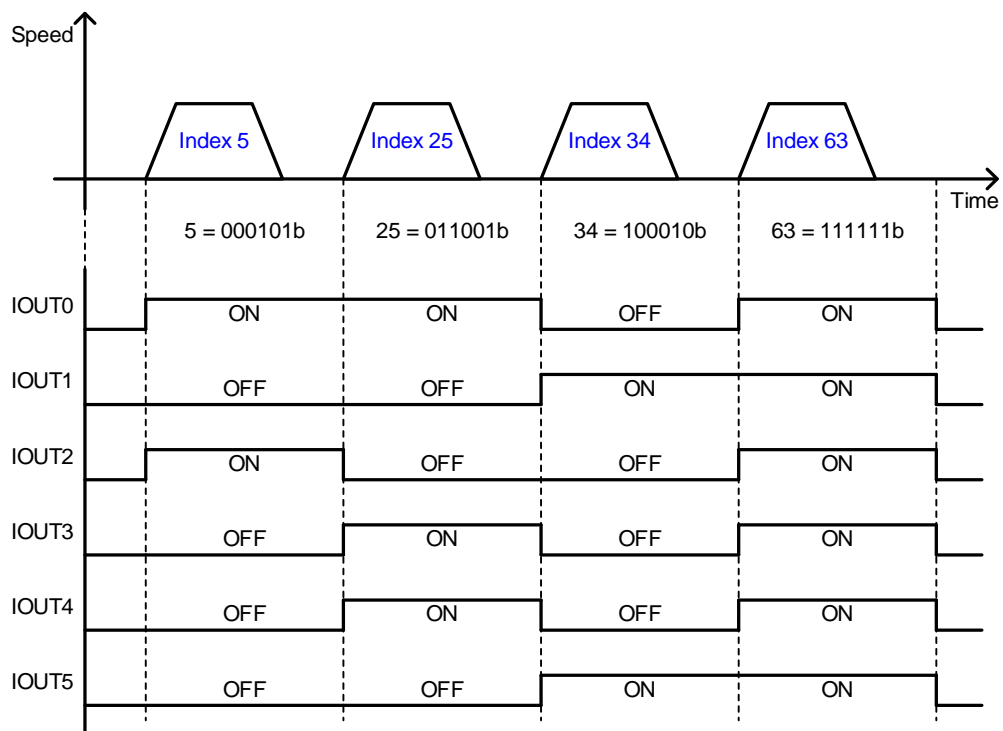 Speed
Index 5 Index 25 Index 34 Index 63
Time
5 = 000101b 25 = 011001b 34 = 100010b 63 = 111111b
IOUT0 ON ON OFF ON
IOUT1 OFF OFF ON ON
IOUT2 ON OFF OFF ON
IOUT3 OFF ON OFF ON
IOUT4 OFF ON OFF ON
IOUT5 OFF OFF ON ON